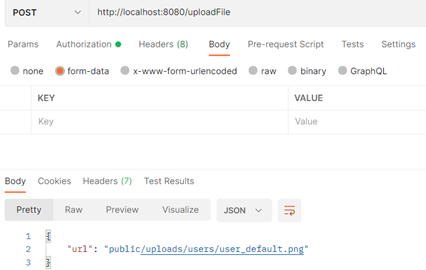 POST http://localhost:8080/uploadFile
Params Authorization Headers (8) Body Pre-request Script Tests Settings
none form-data x-www-form-urlencoded raw binary GraphQL
KEY VALUE
Key Value
Body Cookies Headers (7) Test Results
Pretty Raw Preview Visualize JSON
1 {
2 "url": "public/uploads/users/user_default.png"
3 }